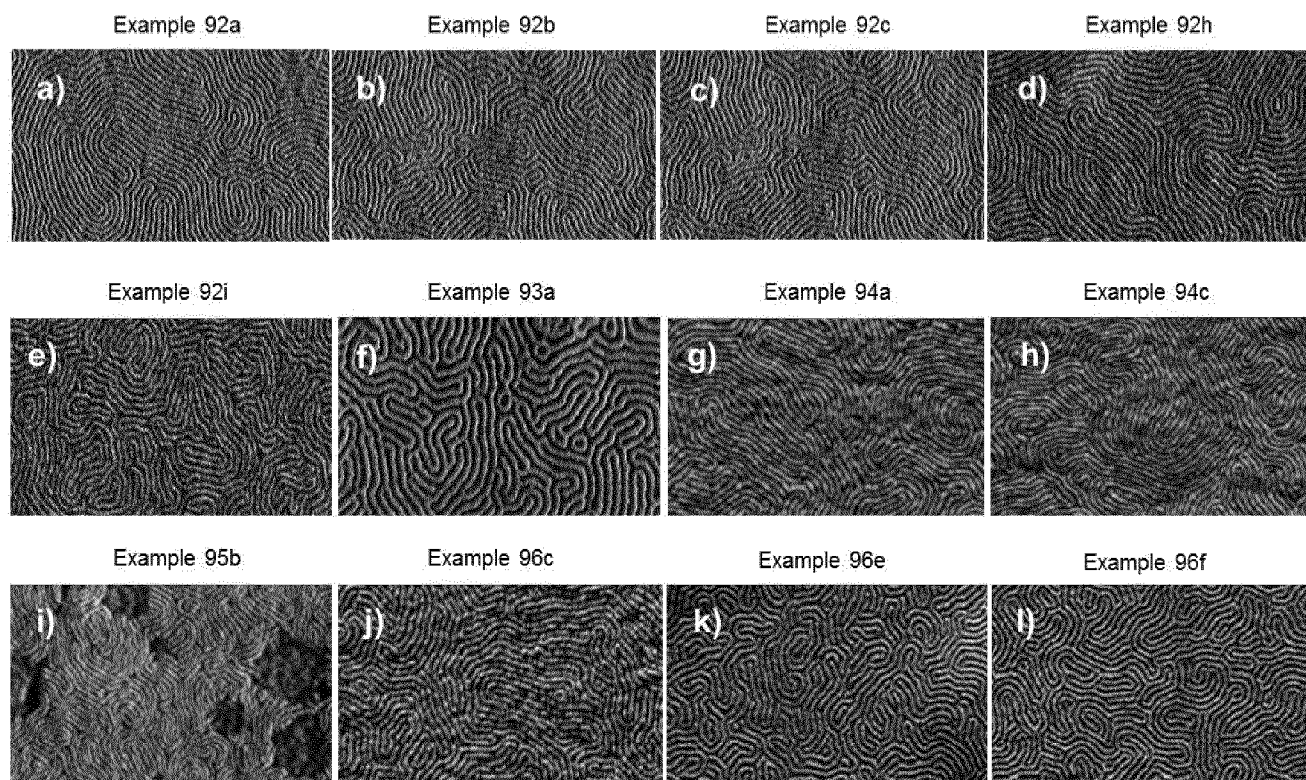 Example 92a Example 92b Example 92c Example 92h
a) b) c) d)
Example 92i Example 93a Example 94a Example 94c
e) f) g) h)
Example 95b Example 96c Example 96e Example 96f
i) j) k) l)